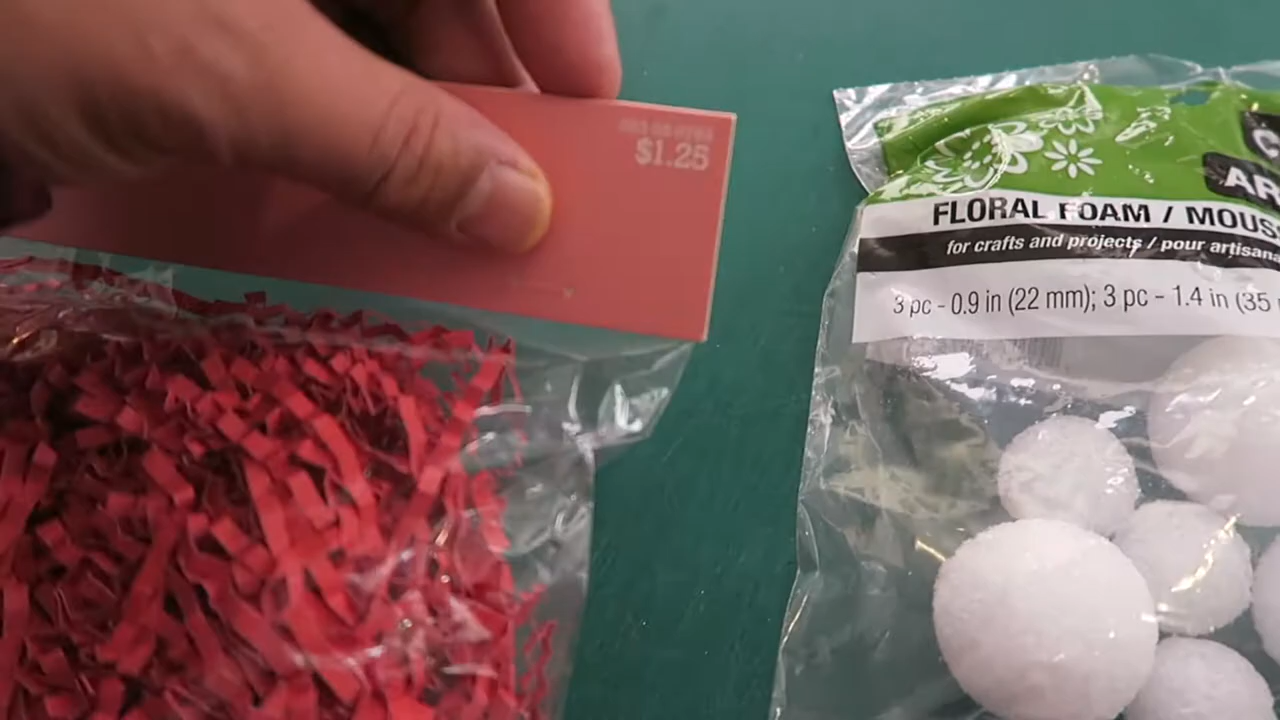 $1.25
FLORAL FOAM / MOUS
for crafts and projects / pour artisana
3 pc - 0.9 in (22 mm); 3 pc - 1.4 in (35
C
AR